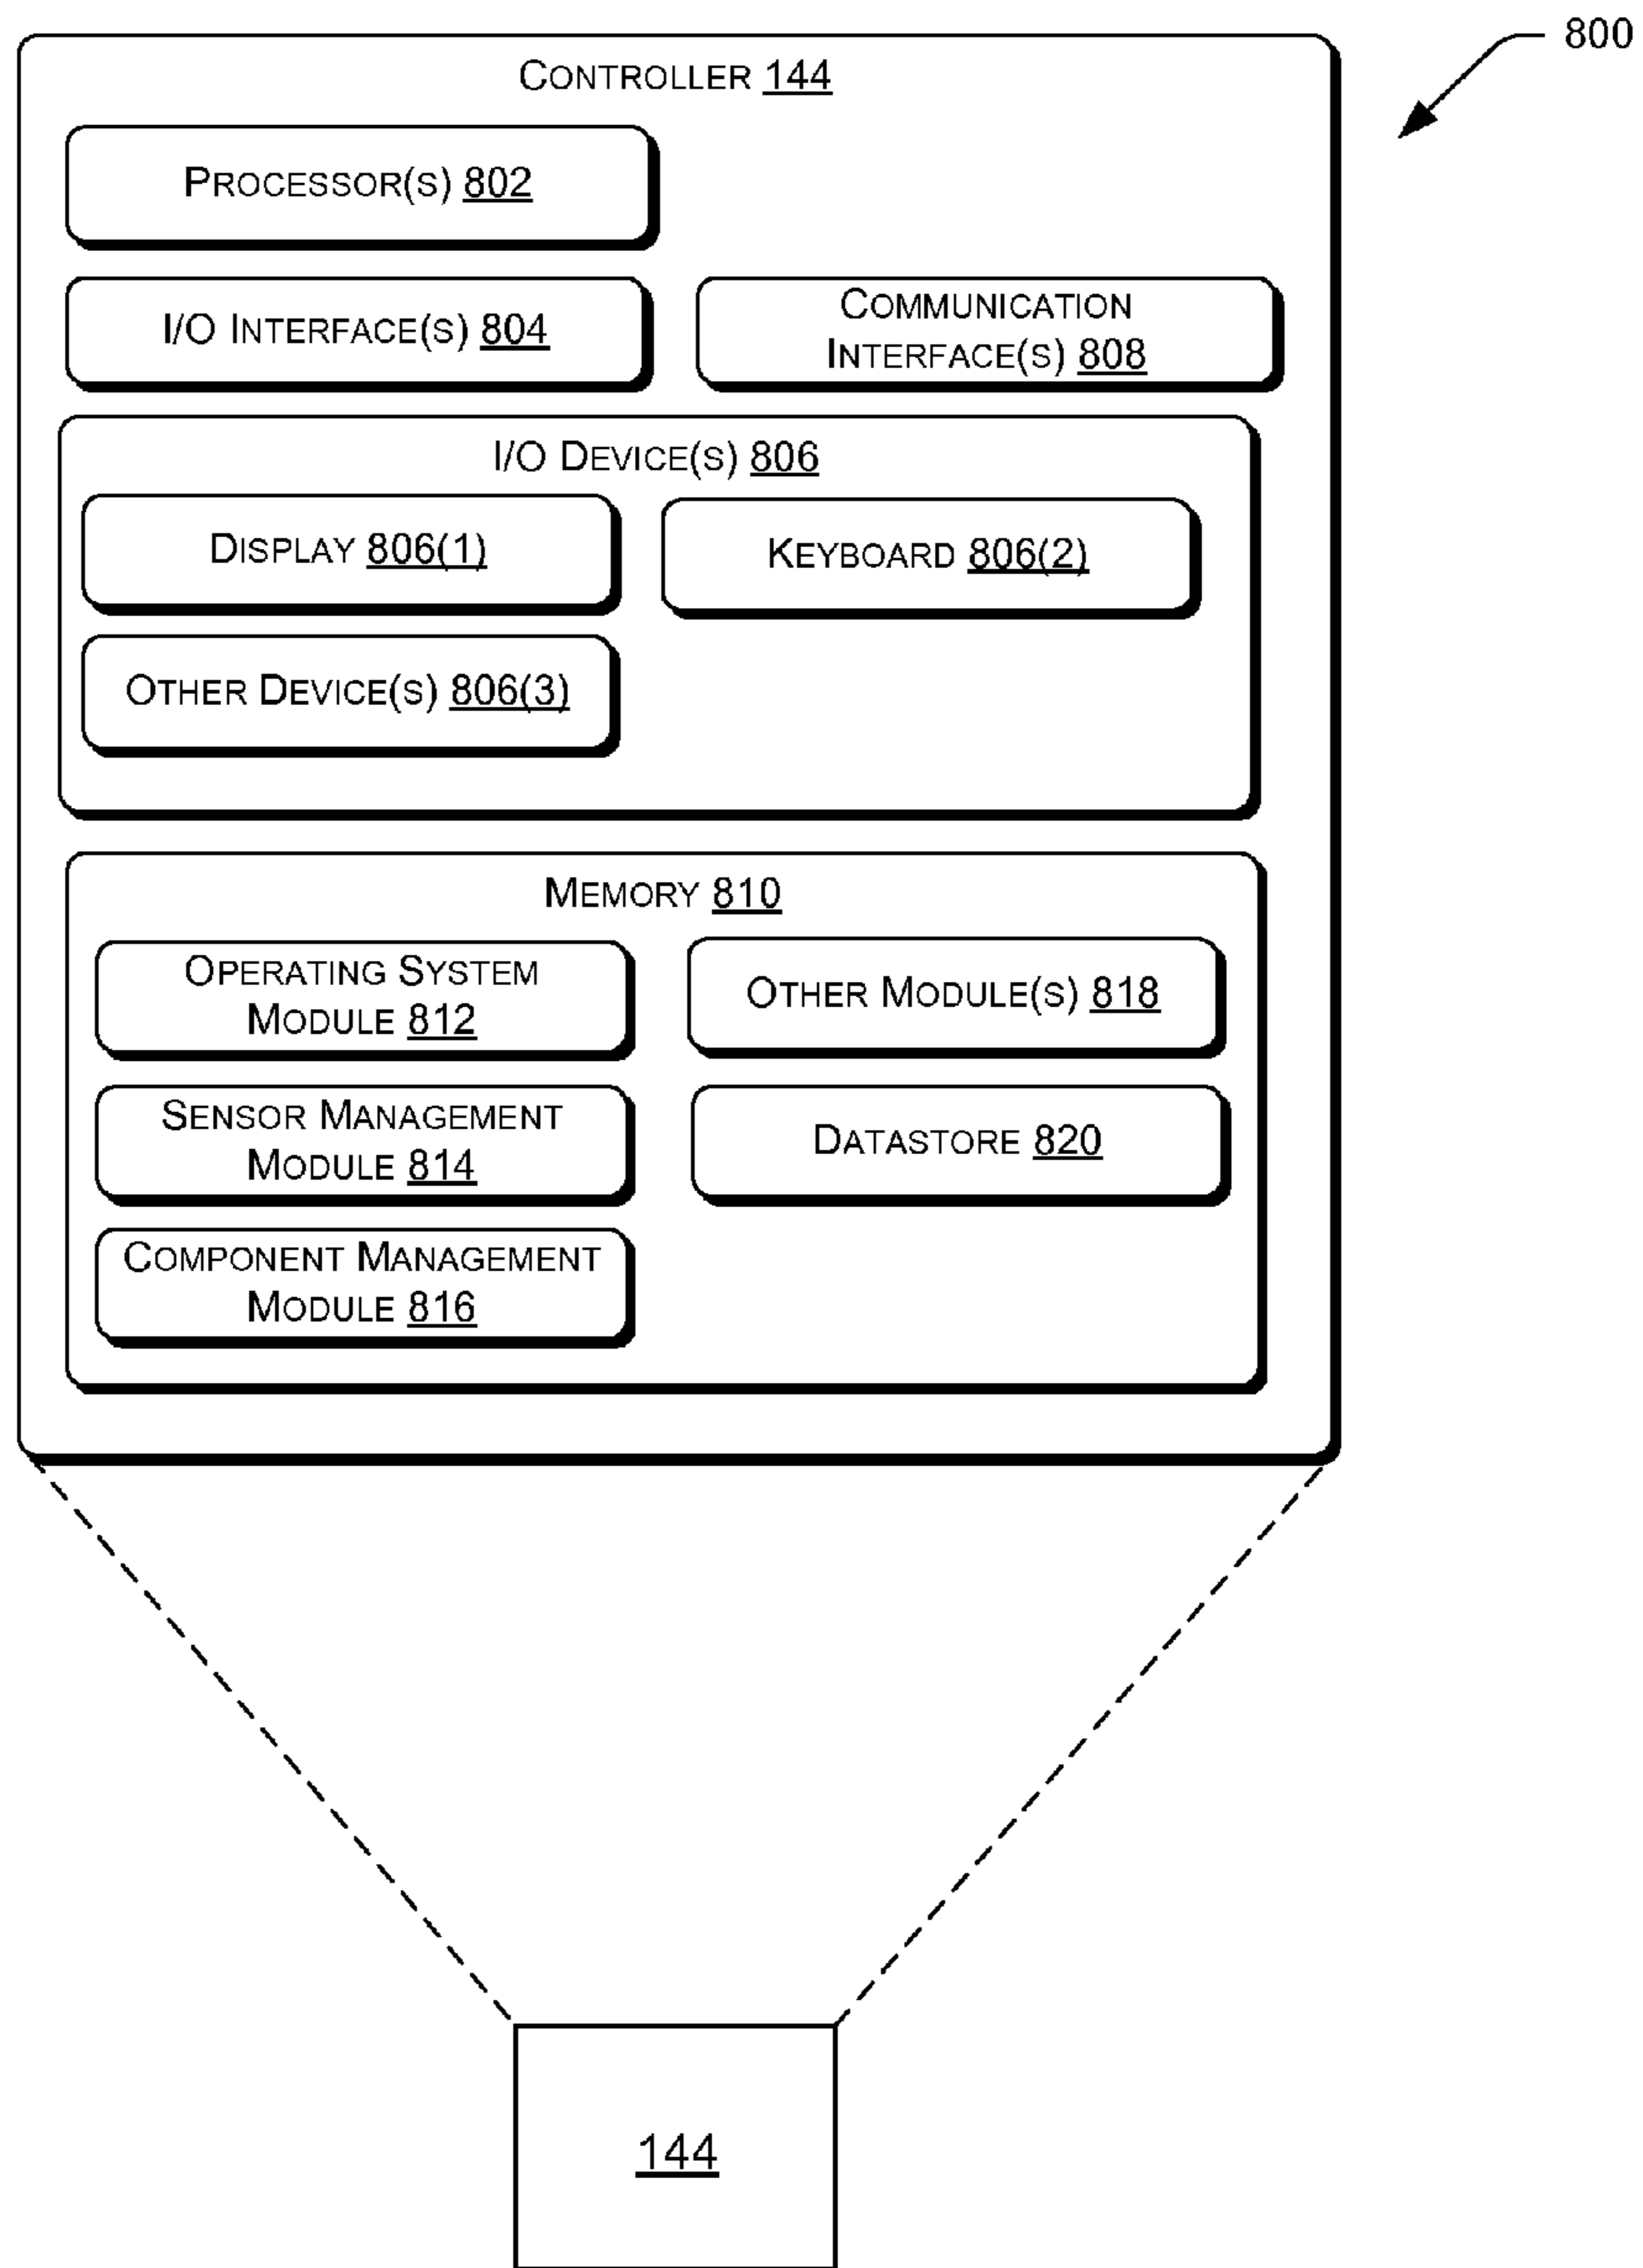 800
CONTROLLER 144
PROCESSOR(S) 802
I/O INTERFACE(S) 804
COMMUNICATION
INTERFACE(S) 808
I/O DEVICE(S) 806
DISPLAY 806(1)
KEYBOARD 806(2)
OTHER DEVICE(S) 806(3)
MEMORY 810
OPERATING SYSTEM
MODULE 812
OTHER MODULE(S) 818
SENSOR MANAGEMENT
MODULE 814
DATASTORE 820
COMPONENT MANAGEMENT
MODULE 816
144